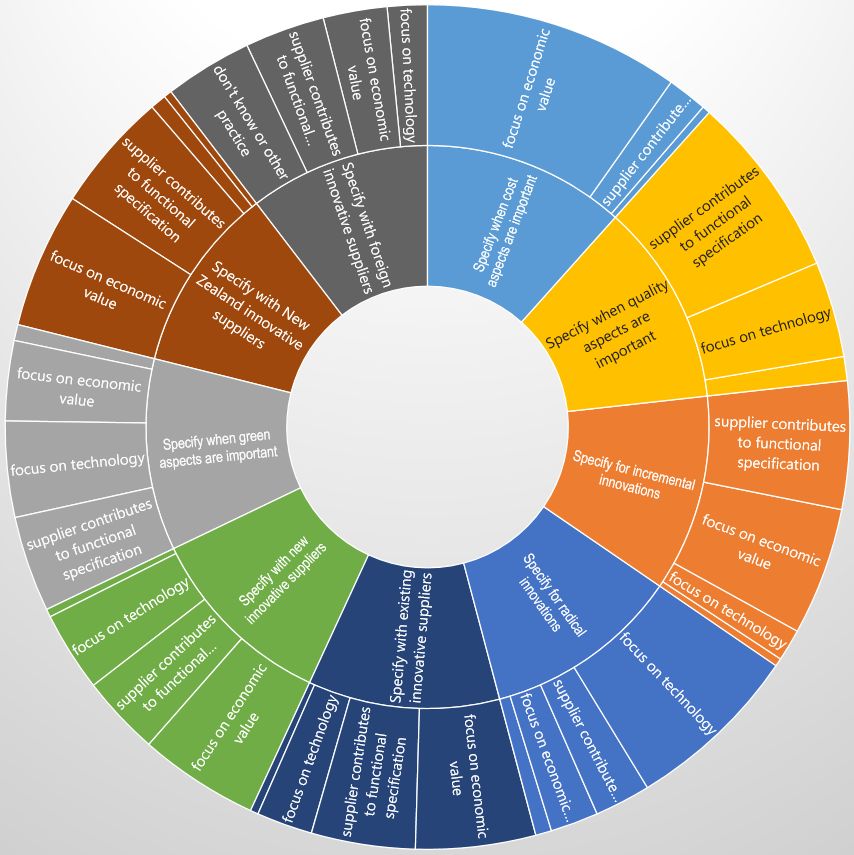 focus on economic
value
supplier contribute...
Specify when cost
aspects are important
supplier contributes
to functional
specification
focus on technology
Specify when quality
aspects are
important
supplier contributes
to functional
specification
focus on economic
value
focus on technology
Specify for incremental
innovations
focus on technology
supplier contribute...
focus on economic...
Specify for radical
innovations
focus on economic
value
supplier contributes
to functional
specification
focus on technology
Specify with existing
innovative suppliers
focus on economic
value
supplier contributes
to functional...
focus on technology
Specify with new
innovative suppliers
supplier contributes
to functional
specification
focus on technology
focus on economic
value
Specify when green
aspects are important
focus on economic
value
supplier contributes
to functional
specification
Specify with New
Zealand innovative
suppliers
don't know or other
practice
supplier contributes
to functional...
focus on economic
value
focus on technology
Specify with foreign
innovative suppliers